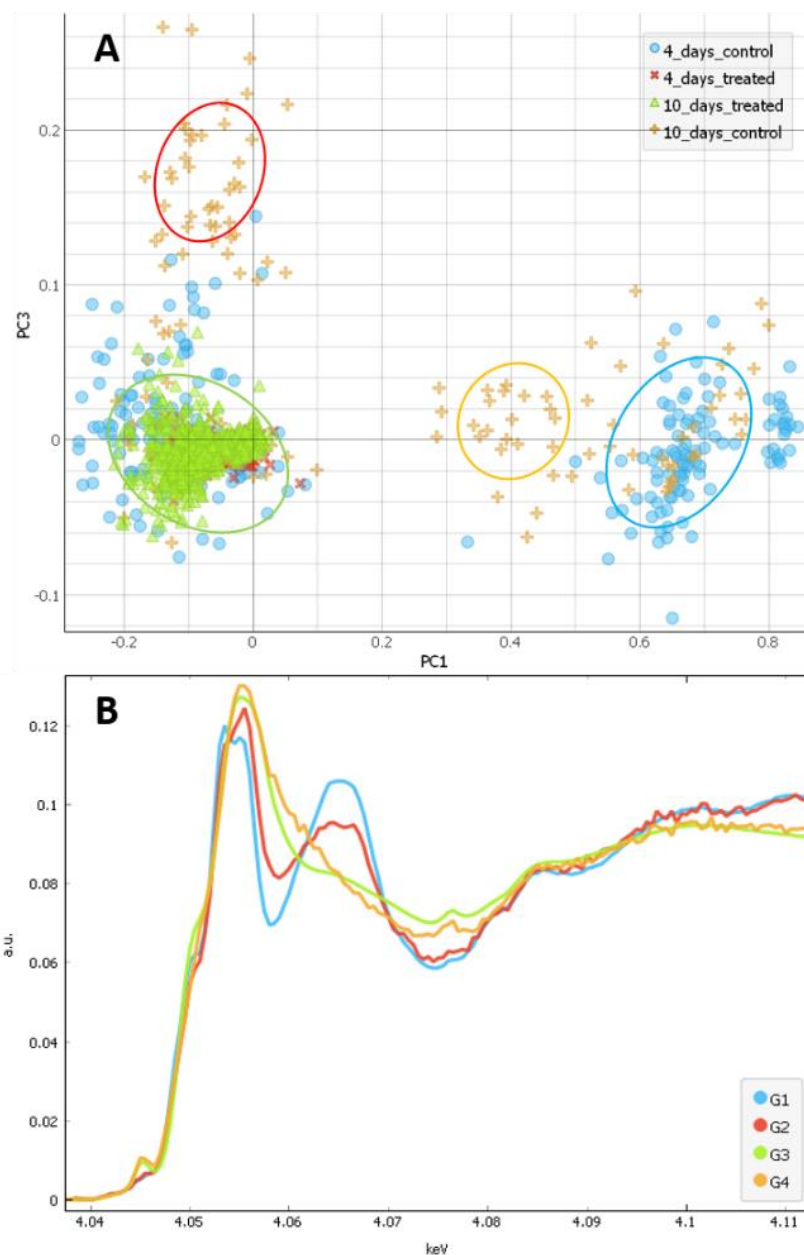 A
4_days_control
4_days_treated
10_days_treated
10_days_control
PC3
0.2
0.1
0
-0.1
-0.2 0 0.2 0.4 0.6 0.8
PC1
B
a.u.
0.12
0.1
0.08
0.06
0.04
0.02
0
G1
G2
G3
G4
4.04 4.05 4.06 4.07 4.08 4.09 4.1 4.11
keV